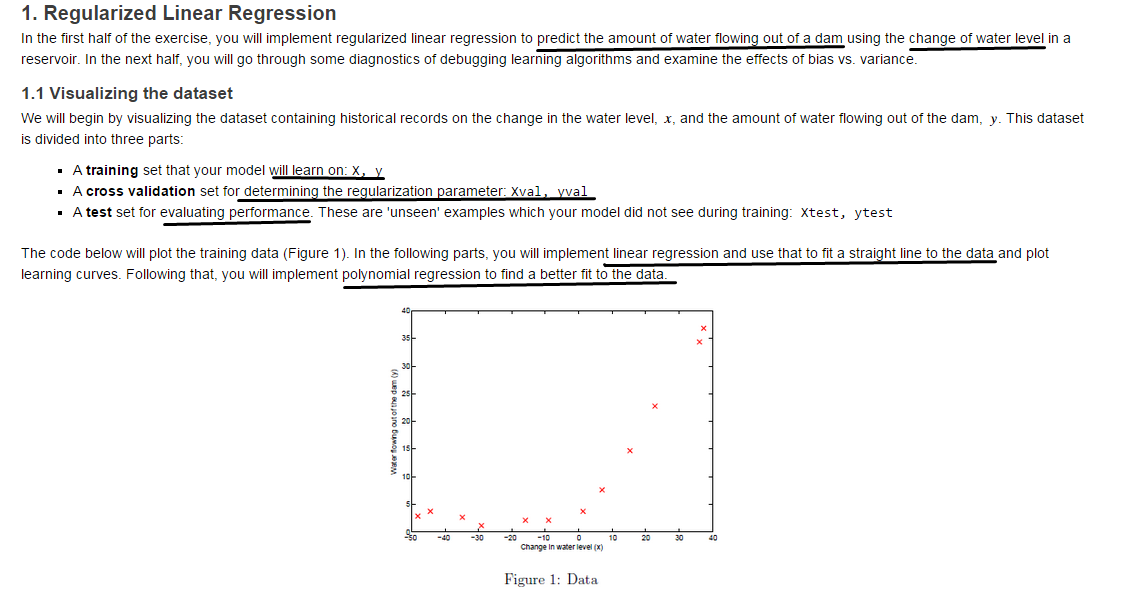 1. Regularized Linear Regression
In the first half of the exercise, you will implement regularized linear regression to predict the amount of water flowing out of a dam using the change of water level in a
reservoir. In the next half, you will go through some diagnostics of debugging learning algorithms and examine the effects of bias vs. variance.
1.1 Visualizing the dataset
We will begin by visualizing the dataset containing historical records on the change in the water level, x, and the amount of water flowing out of the dam, y. This dataset
is divided into three parts:
▪ A training set that your model will learn on: X, y
▪ A cross validation set for determining the regularization parameter: Xval, yval
▪ A test set for evaluating performance. These are 'unseen' examples which your model did not see during training: Xtest, ytest
The code below will plot the training data (Figure 1). In the following parts, you will implement linear regression and use that to fit a straight line to the data and plot
learning curves. Following that, you will implement polynomial regression to find a better fit to the data.
40
35
30
25
20
15
10
5
Water flowing out of the dam (y)
-50 -40 -30 -20 -10 0 10 20 30 40
Change in water level (x)
Figure 1: Data